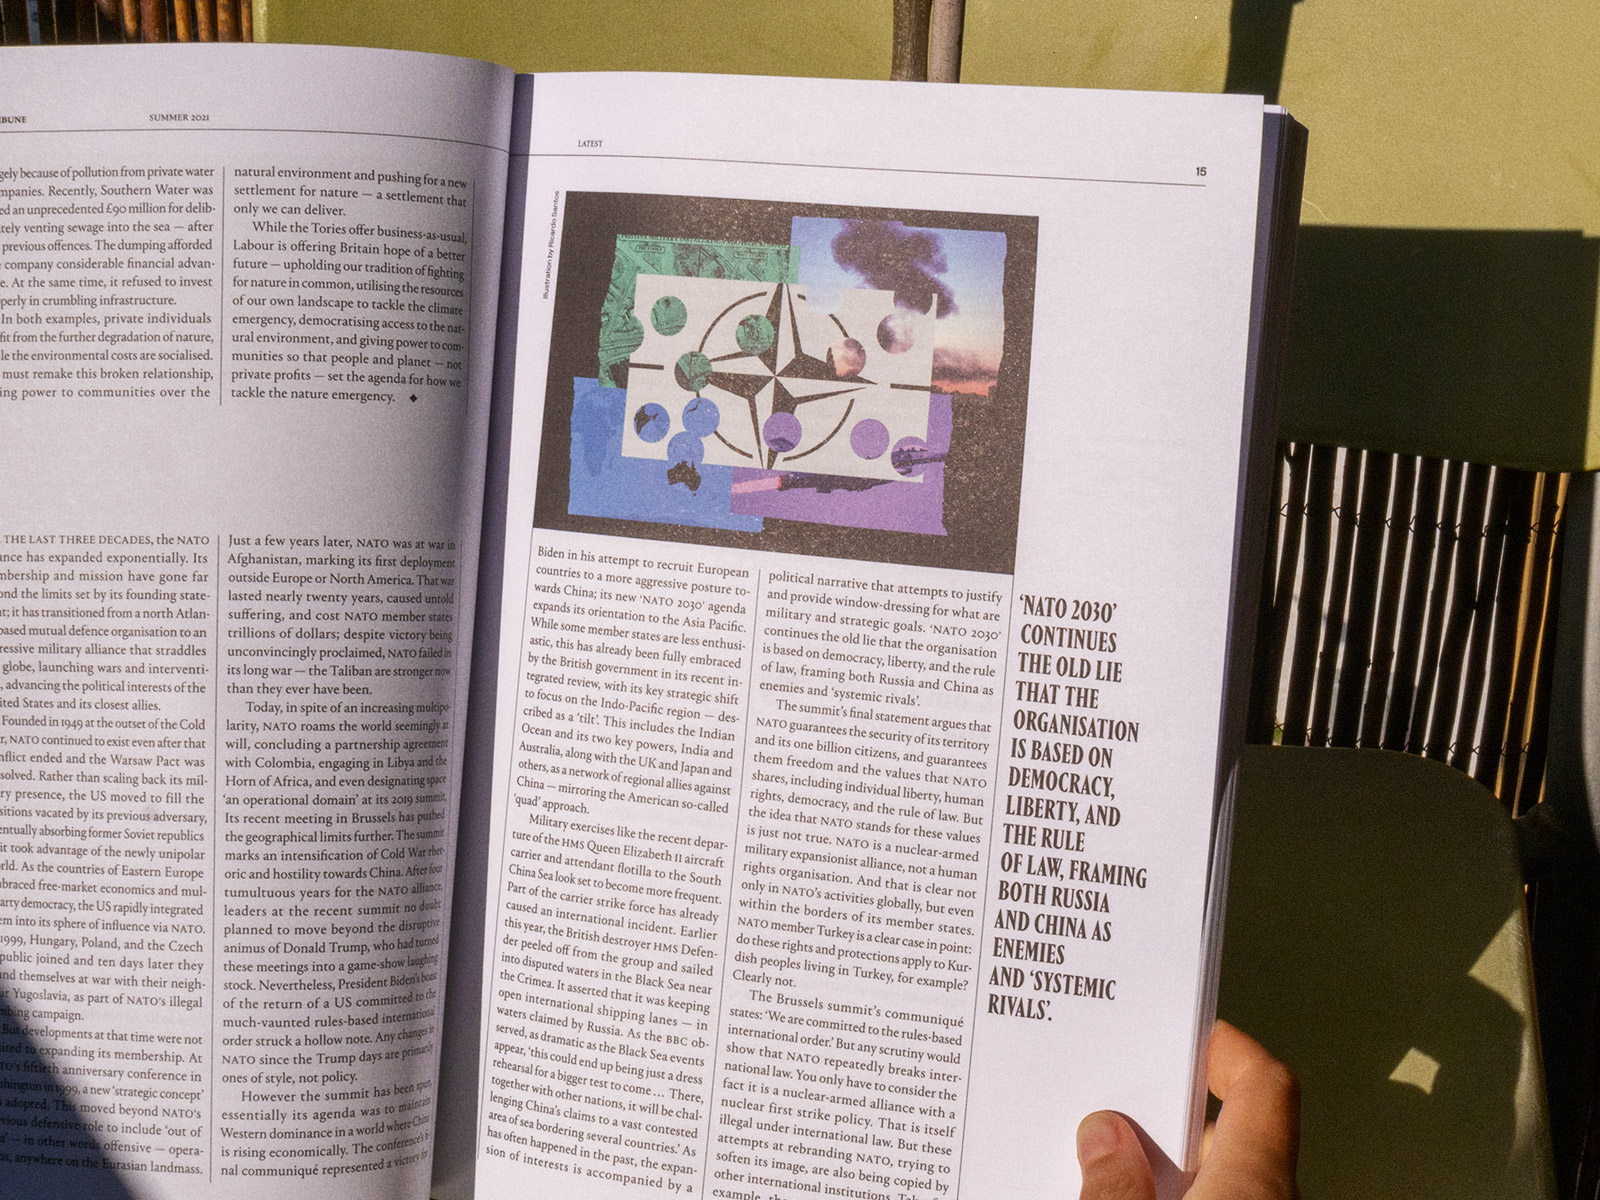 SUMMER 2021
because of pollution from private water
Recently, Southern Water was
an unprecedented £90 million for delib-
venting sewage into the sea — after
previous offences. The dumping afforded
company considerable financial advan-
At the same time, it refused to invest
in crumbling infrastructure.
In both examples, private individuals
from the further degradation of nature,
the environmental costs are socialised.
must remake this broken relationship,
power to communities over the
natural environment and pushing for a new
settlement for nature — a settlement that
only we can deliver.
While the Tories offer business-as-usual,
Labour is offering Britain hope of a better
future — upholding our tradition of fighting
for nature in common, utilising the resources
of our own landscape to tackle the climate
emergency, democratising access to the nat-
ural environment, and giving power to com-
munities so that people and planet — not
private profits — set the agenda for how we
tackle the nature emergency. ◆
THE LAST THREE DECADES, the NATO
has expanded exponentially. Its
and mission have gone far
the limits set by its founding state-
it has transitioned from a north Atlan-
mutual defence organisation to an
military alliance that straddles
globe, launching wars and interventi-
advancing the political interests of the
States and its closest allies.
Founded in 1949 at the outset of the Cold
NATO continued to exist even after that
ended and the Warsaw Pact was
Rather than scaling back its mil-
presence, the US moved to fill the
vacated by its previous adversary,
absorbing former Soviet republics
it took advantage of the newly unipolar
As the countries of Eastern Europe
free-market economics and mul-
democracy, the US rapidly integrated
into its sphere of influence via NATO.
1999, Hungary, Poland, and the Czech
joined and ten days later they
themselves at war with their neigh-
Yugoslavia, as part of NATO’s illegal
campaign.
But developments at that time were not
to expanding its membership. At
fiftieth anniversary conference in
in 1999, a new ‘strategic concept’
adopted. This moved beyond NATO’s
defensive role to include ‘out of
— in other words offensive — opera-
anywhere on the Eurasian landmass.
Just a few years later, NATO was at war in
Afghanistan, marking its first deployment
outside Europe or North America. That war
lasted nearly twenty years, caused untold
suffering, and cost NATO member states
trillions of dollars; despite victory being
unconvincingly proclaimed, NATO failed in
its long war — the Taliban are stronger now
than they ever have been.
Today, in spite of an increasing multipo-
larity, NATO roams the world seemingly at
will, concluding a partnership agreement
with Colombia, engaging in Libya and the
Horn of Africa, and even designating space
‘an operational domain’ at its 2019 summit.
Its recent meeting in Brussels has pushed
the geographical limits further. The summit
marks an intensification of Cold War rhet-
oric and hostility towards China. After four
tumultuous years for the NATO alliance,
leaders at the recent summit no doubt
planned to move beyond the disruptive
animus of Donald Trump, who had turned
these meetings into a game-show laughing
stock. Nevertheless, President Biden’s boast
of the return of a US committed to the
much-vaunted rules-based international
order struck a hollow note. Any changes in
NATO since the Trump days are primarily
ones of style, not policy.
However the summit has been spun,
essentially its agenda was to maintain
Western dominance in a world where China
is rising economically. The conference’s fi-
nal communiqué represented a victory for
LATEST
15
Illustration by Ricardo Santos
Biden in his attempt to recruit European
countries to a more aggressive posture to-
wards China; its new ‘NATO 2030’ agenda
expands its orientation to the Asia Pacific.
While some member states are less enthusi-
astic, this has already been fully embraced
by the British government in its recent in-
tegrated review, with its key strategic shift
to focus on the Indo-Pacific region — des-
cribed as a ‘tilt’. This includes the Indian
Ocean and its two key powers, India and
Australia, along with the UK and Japan and
others, as a network of regional allies against
China — mirroring the American so-called
‘quad’ approach.
Military exercises like the recent depar-
ture of the HMS Queen Elizabeth II aircraft
carrier and attendant flotilla to the South
China Sea look set to become more frequent.
Part of the carrier strike force has already
caused an international incident. Earlier
this year, the British destroyer HMS Defen-
der peeled off from the group and sailed
into disputed waters in the Black Sea near
the Crimea. It asserted that it was keeping
open international shipping lanes — in
waters claimed by Russia. As the BBC ob-
served, as dramatic as the Black Sea events
appear, ‘this could end up being just a dress
rehearsal for a bigger test to come … There,
together with other nations, it will be chal-
lenging China’s claims to a vast contested
area of sea bordering several countries.’ As
has often happened in the past, the expan-
sion of interests is accompanied by a
political narrative that attempts to justify
and provide window-dressing for what are
military and strategic goals. ‘NATO 2030’
continues the old lie that the organisation
is based on democracy, liberty, and the rule
of law, framing both Russia and China as
enemies and ‘systemic rivals’.
The summit’s final statement argues that
NATO guarantees the security of its territory
and its one billion citizens, and guarantees
them freedom and the values that NATO
shares, including individual liberty, human
rights, democracy, and the rule of law. But
the idea that NATO stands for these values
is just not true. NATO is a nuclear-armed
military expansionist alliance, not a human
rights organisation. And that is clear not
only in NATO’s activities globally, but even
within the borders of its member states.
NATO member Turkey is a clear case in point:
do these rights and protections apply to Kur-
dish peoples living in Turkey, for example?
Clearly not.
The Brussels summit’s communiqué
states: ‘We are committed to the rules-based
international order.’ But any scrutiny would
show that NATO repeatedly breaks inter-
national law. You only have to consider the
fact it is a nuclear-armed alliance with a
nuclear first strike policy. That is itself
illegal under international law. But these
attempts at rebranding NATO, trying to
soften its image, are also being copied by
other international institutions.
example,
‘NATO 2030’
CONTINUES
THE OLD LIE
THAT THE
ORGANISATION
IS BASED ON
DEMOCRACY,
LIBERTY, AND
THE RULE
OF LAW, FRAMING
BOTH RUSSIA
AND CHINA AS
ENEMIES
AND ‘SYSTEMIC
RIVALS’.